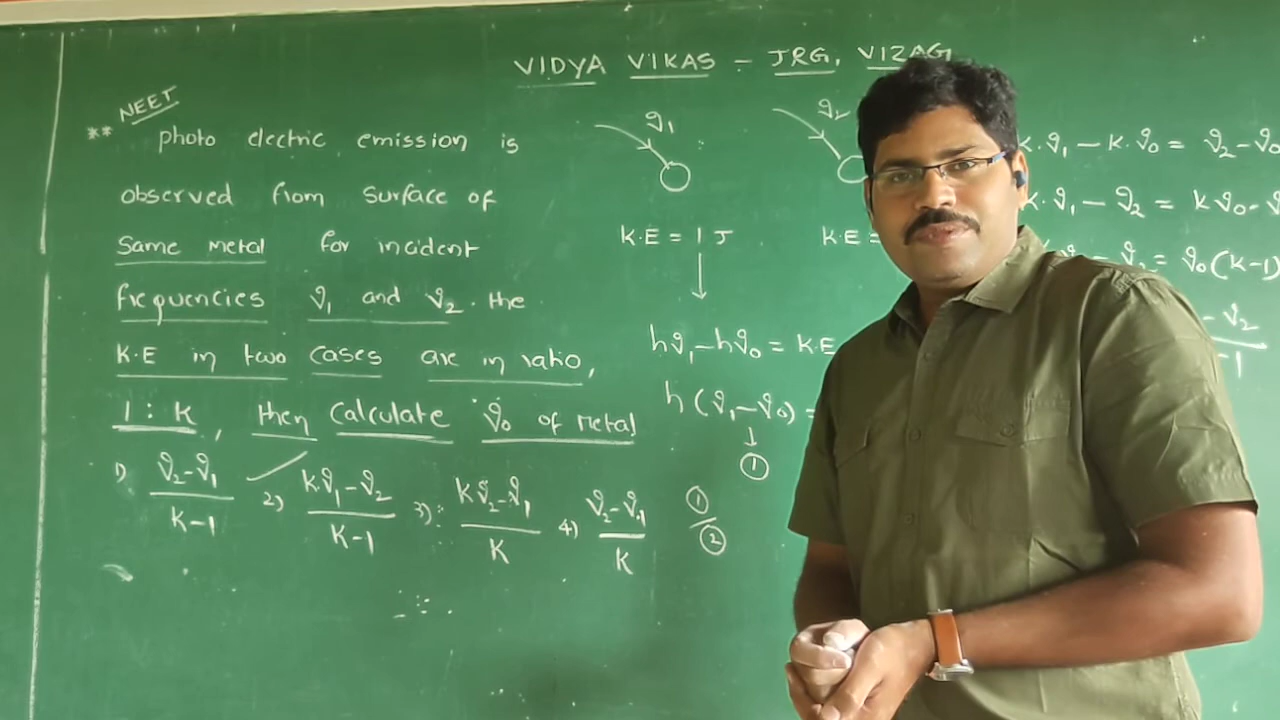 VIDYA VIKAS - JRG, VIZAG
** NEET
photo electric emission is
observed from surface of
same metal for incident
frequencies ϑ₁ and ϑ₂. the
K.E in two cases are in ratio,
1 : K, then calculate ϑ₀ of metal
1) ϑ₂-ϑ₁ / K-1 2) K.ϑ₁-ϑ₂ / K-1 3) Kϑ₂-ϑ₁ / K 4) ϑ₂-ϑ₁ / K
ϑ₁
K.E = 1 J
hϑ₁-hϑ₀ = K.E
h(ϑ₁-ϑ₀) =
①
① / ②
ϑ₂
K.E =
K.ϑ₁ - K.ϑ₀ = ϑ₂-ϑ₀
K.ϑ₁ - ϑ₂ = Kϑ₀-
= ϑ₀(K-1)
- ϑ₂
-1